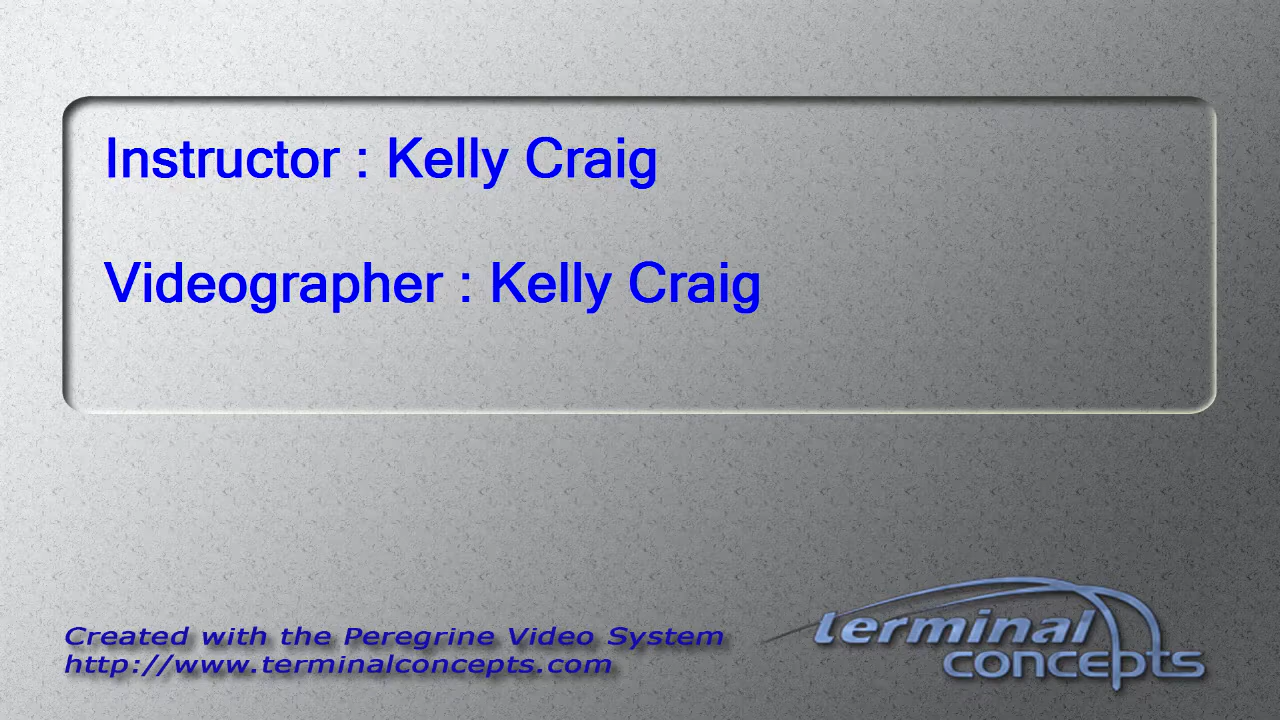 Instructor : Kelly Craig
Videographer : Kelly Craig
Created with the Peregrine Video System
http://www.terminalconcepts.com
terminal
concepts